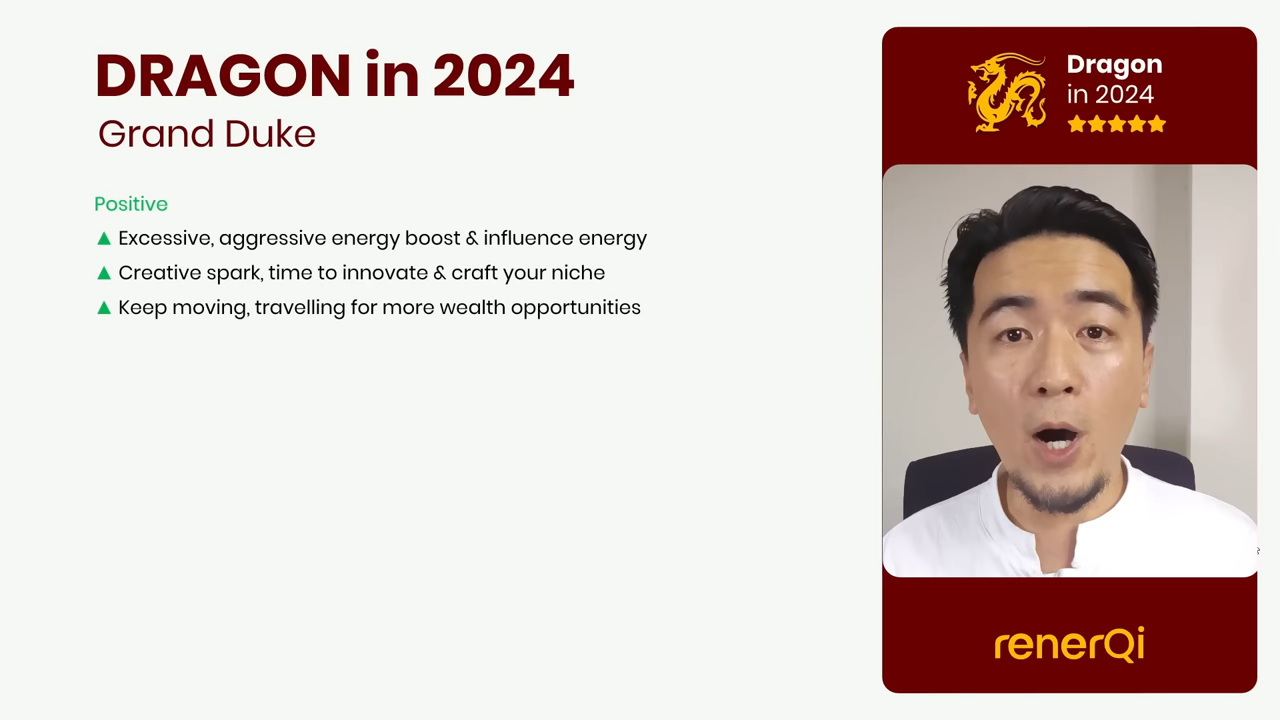 DRAGON in 2024
Grand Duke
Positive
Excessive, aggressive energy boost & influence energy
Creative spark, time to innovate & craft your niche
Keep moving, travelling for more wealth opportunities
Dragon
in 2024
renerQi